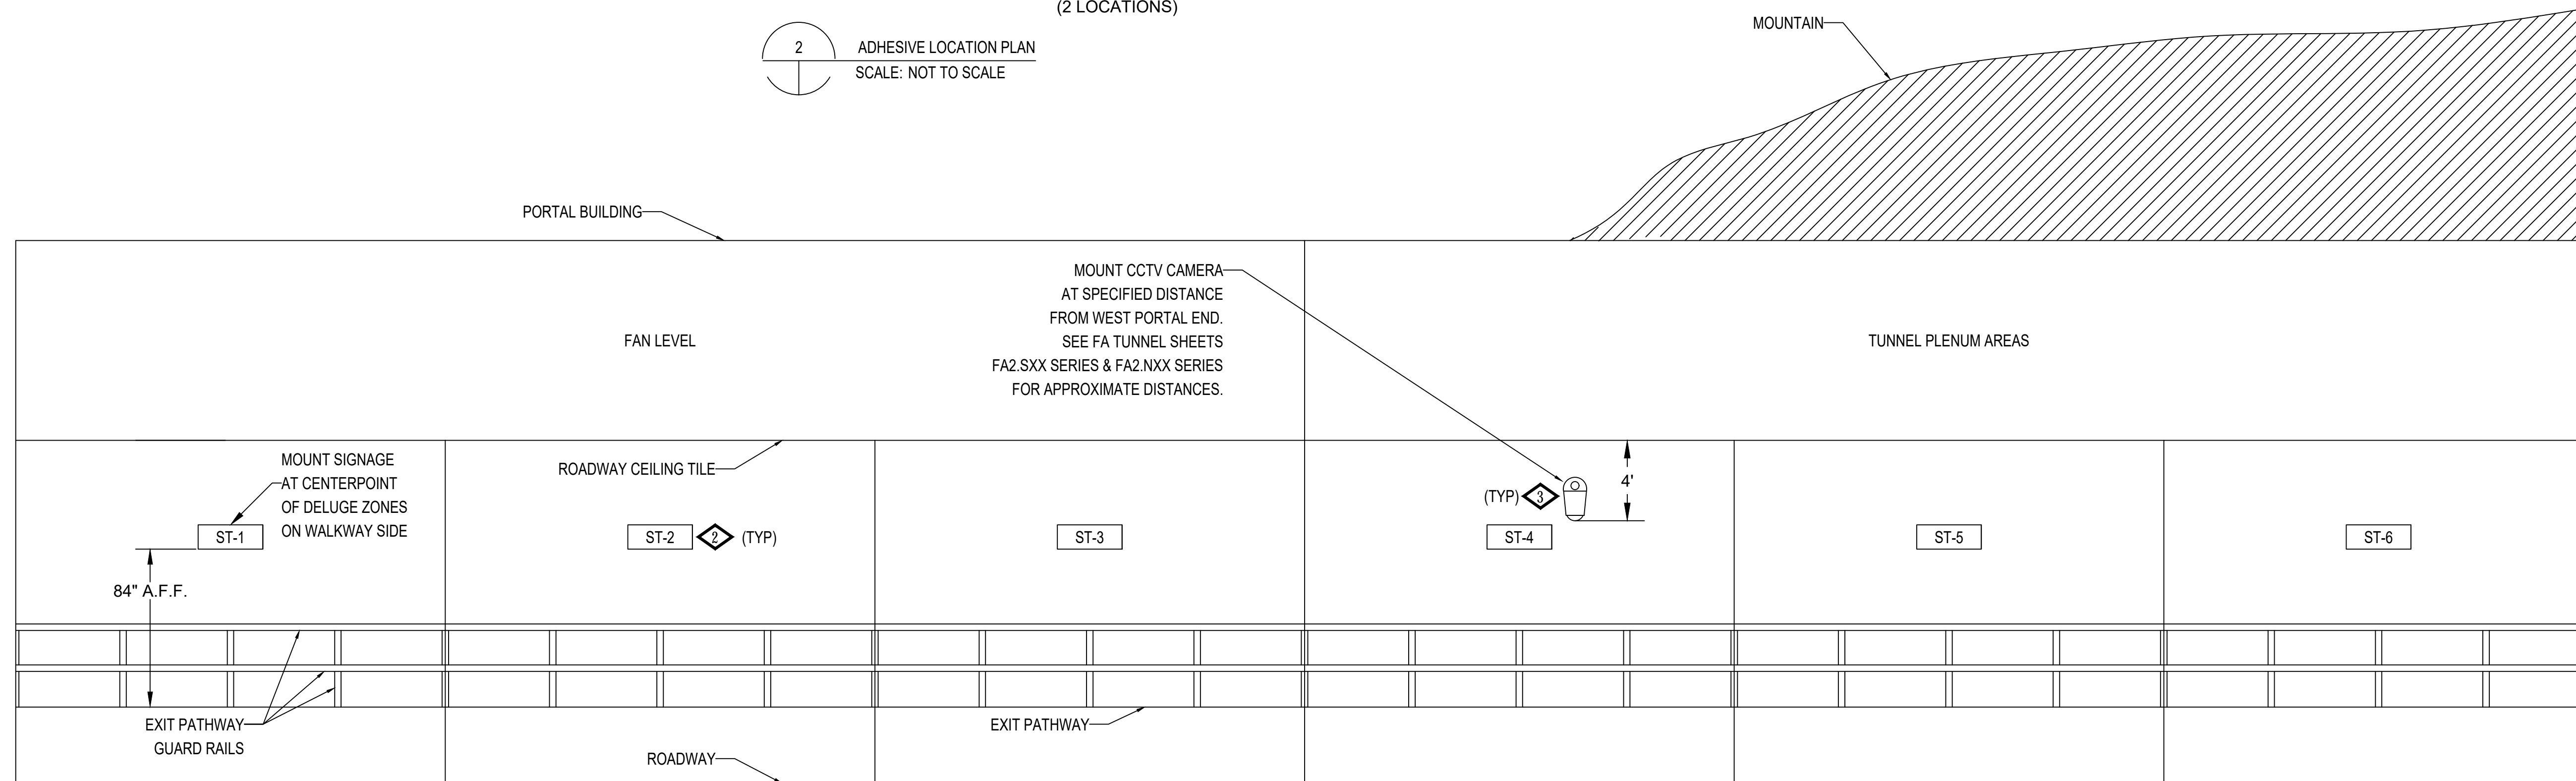 (2 LOCATIONS)
2
ADHESIVE LOCATION PLAN
SCALE: NOT TO SCALE
MOUNTAIN
PORTAL BUILDING
MOUNT CCTV CAMERA
AT SPECIFIED DISTANCE
FROM WEST PORTAL END.
SEE FA TUNNEL SHEETS
FA2.SXX SERIES & FA2.NXX SERIES
FOR APPROXIMATE DISTANCES.
FAN LEVEL
TUNNEL PLENUM AREAS
MOUNT SIGNAGE
AT CENTERPOINT
OF DELUGE ZONES
ON WALKWAY SIDE
ROADWAY CEILING TILE
(TYP) 3
4'
ST-1
ST-2 2 (TYP)
ST-3
ST-4
ST-5
ST-6
84" A.F.F.
EXIT PATHWAY
GUARD RAILS
EXIT PATHWAY
ROADWAY